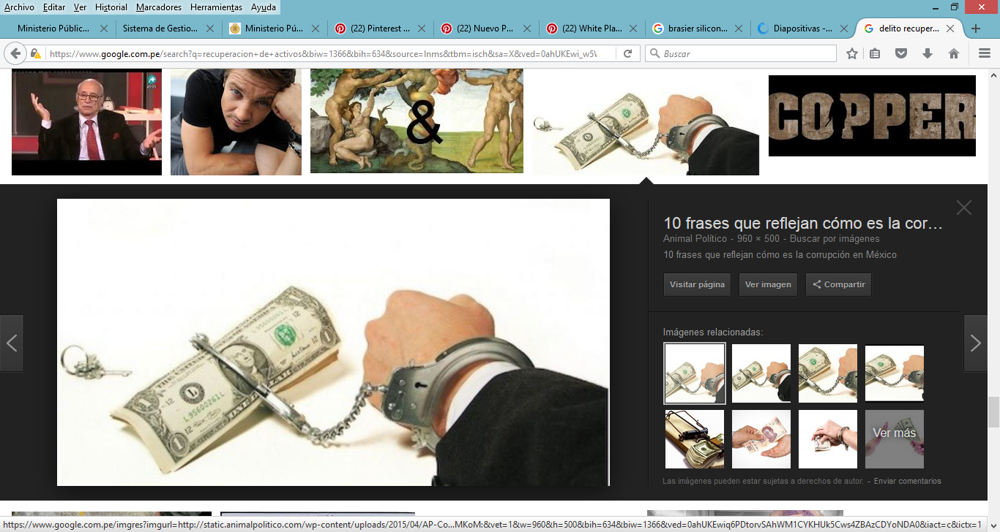 Archivo Editar Ver Historial Marcadores Herramientas Ayuda
Ministerio Públic... Sistema de Gestio... Ministerio Pú... (22) Pinterest ... (22) Nuevo P... (22) White Pla... brasier silicon... Diapositivas -... delito recuper...
https://www.google.com.pe/search?q=recuperacion+de+activos&biw=1366&bih=634&source=lnms&tbm=isch&sa=X&ved=0ahUKEwi_w5V Buscar
20:05
&
COPPER
10 frases que reflejan cómo es la cor...
Animal Político - 960 × 500 - Buscar por imágenes
10 frases que reflejan cómo es la corrupción en México
Visitar página Ver imagen Compartir
Imágenes relacionadas:
L 95600261L
12
Ver más
Las imágenes pueden estar sujetas a derechos de autor. - Enviar comentarios
https://www.google.com.pe/imgres?imgurl=http://static.animalpolitico.com/wp-content/uploads/2015/04/AP-Co...MKoM:&vet=1&w=960&h=500&bih=634&biw=1366&ved=0ahUKEwiq6PDtorvSAhWM1CYKHUk5Cws4ZBAzCDYoNDA0&iact=c&ictx=1